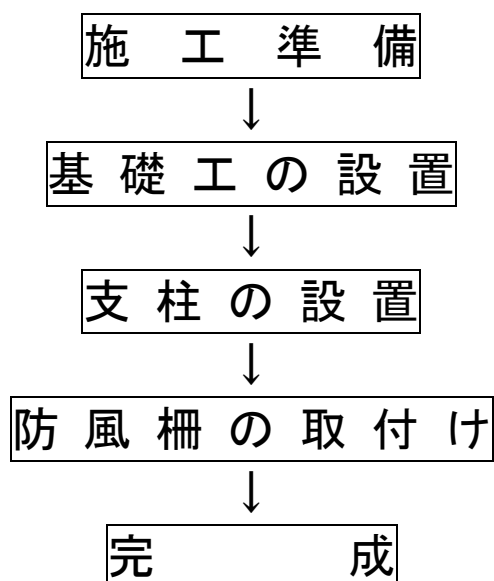 施工準備
↓
基礎工の設置
↓
支柱の設置
↓
防風柵の取付け
↓
完成